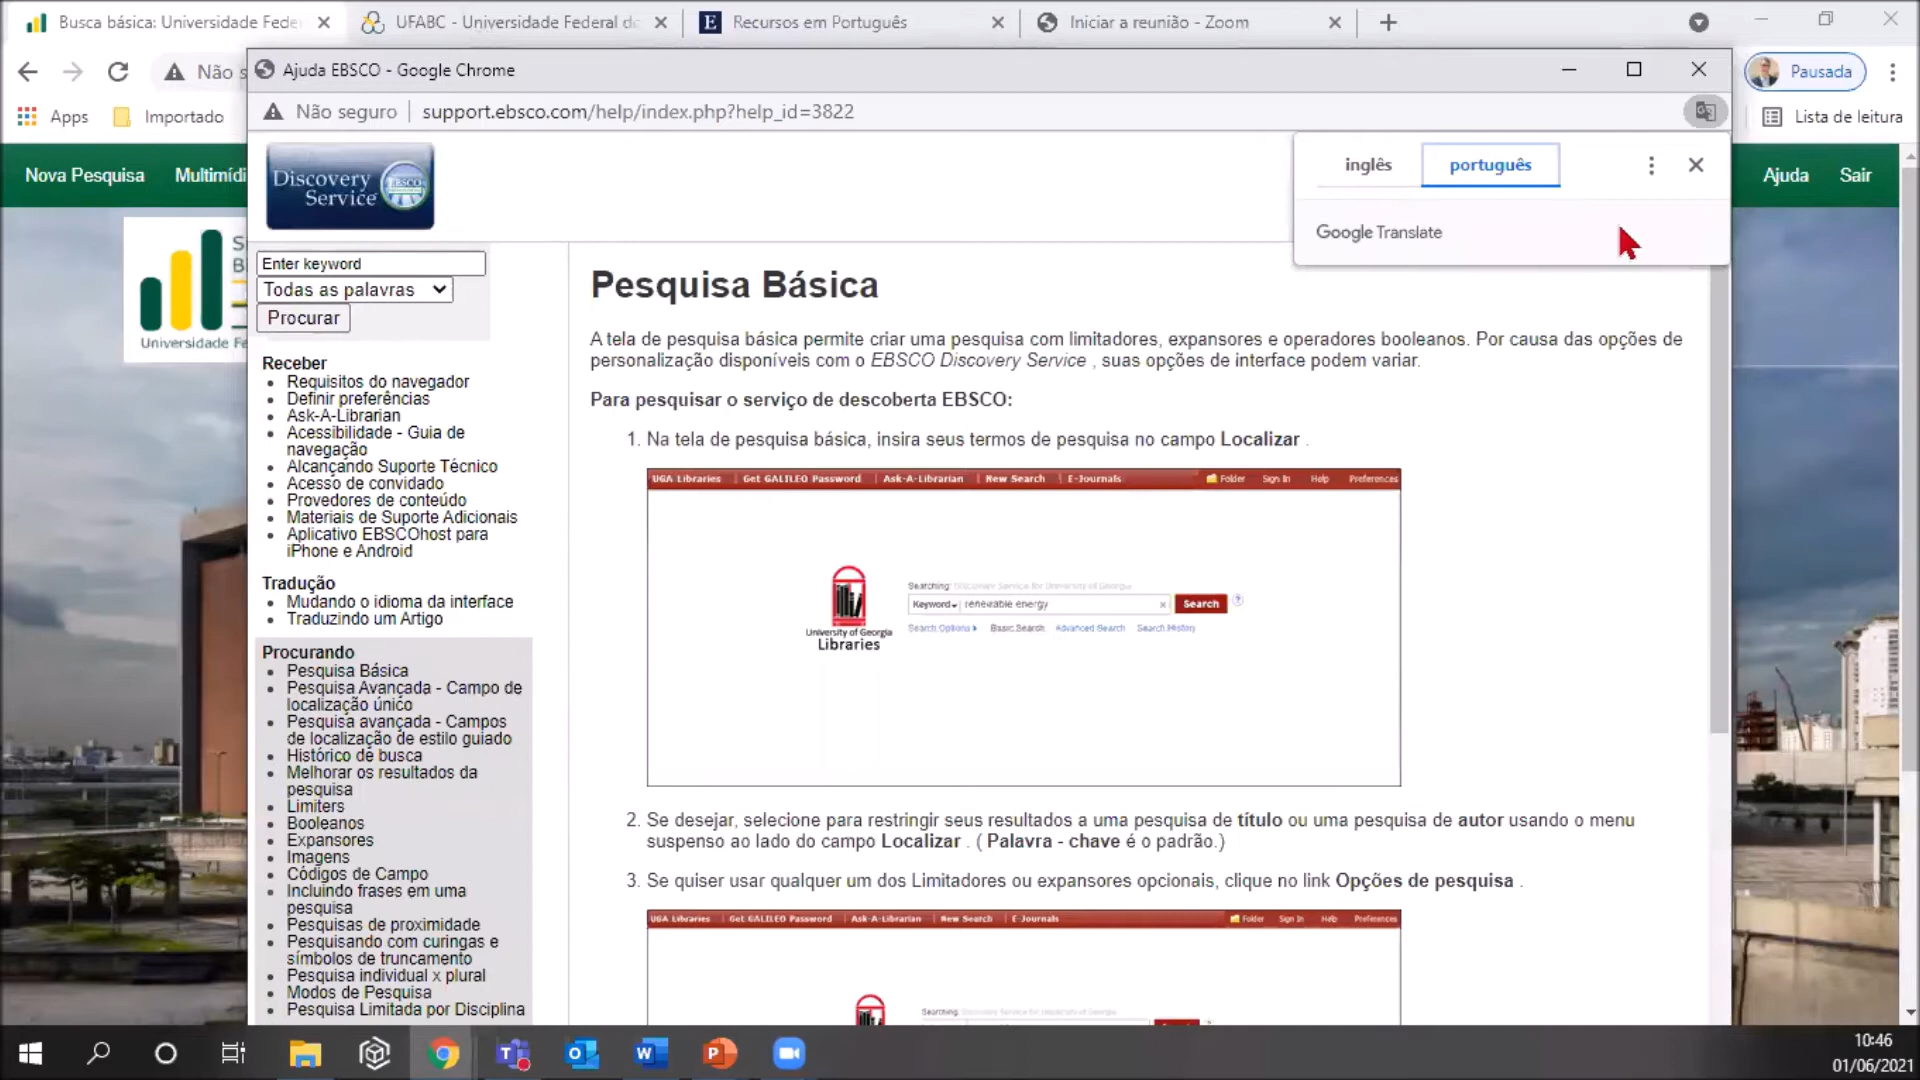 Busca básica: Universidade Fede
UFABC - Universidade Federal do
Recursos em Português
Iniciar a reunião - Zoom
Não s
Ajuda EBSCO - Google Chrome
Pausada
Apps
Importado
Não seguro
support.ebsco.com/help/index.php?help_id=3822
Lista de leitura
Nova Pesquisa
Multimídi
Discovery
Service
EBSCO
inglês
português
Google Translate
Ajuda
Sair
S
B
Universidade Fe
Enter keyword
Todas as palavras
Procurar
Receber
Requisitos do navegador
Definir preferências
Ask-A-Librarian
Acessibilidade - Guia de
navegação
Alcançando Suporte Técnico
Acesso de convidado
Provedores de conteúdo
Materiais de Suporte Adicionais
Aplicativo EBSCOhost para
iPhone e Android
Tradução
Mudando o idioma da interface
Traduzindo um Artigo
Procurando
Pesquisa Básica
Pesquisa Avançada - Campo de
localização único
Pesquisa avançada - Campos
de localização de estilo guiado
Histórico de busca
Melhorar os resultados da
pesquisa
Limiters
Booleanos
Expansores
Imagens
Códigos de Campo
Incluindo frases em uma
pesquisa
Pesquisas de proximidade
Pesquisando com curingas e
símbolos de truncamento
Pesquisa individual x plural
Modos de Pesquisa
Pesquisa Limitada por Disciplina
Pesquisa Básica
A tela de pesquisa básica permite criar uma pesquisa com limitadores, expansores e operadores booleanos. Por causa das opções de
personalização disponíveis com o EBSCO Discovery Service , suas opções de interface podem variar.
Para pesquisar o serviço de descoberta EBSCO:
1. Na tela de pesquisa básica, insira seus termos de pesquisa no campo Localizar .
UGA Libraries | Get GALILEO Password | Ask-A-Librarian | New Search | E-Journals
Folder Sign In Help Preferences
Searching: Discovery Service for University of Georgia
Keyword renewable energy
Search
Search Options Basic Search Advanced Search Search History
University of Georgia
Libraries
2. Se desejar, selecione para restringir seus resultados a uma pesquisa de título ou uma pesquisa de autor usando o menu
suspenso ao lado do campo Localizar . ( Palavra - chave é o padrão.)
3. Se quiser usar qualquer um dos Limitadores ou expansores opcionais, clique no link Opções de pesquisa .
UGA Libraries | Get GALILEO Password | Ask-A-Librarian | New Search | E-Journals
Folder Sign In Help Preferences
Searching: Discovery Service for University of Georgia
10:46
01/06/2021